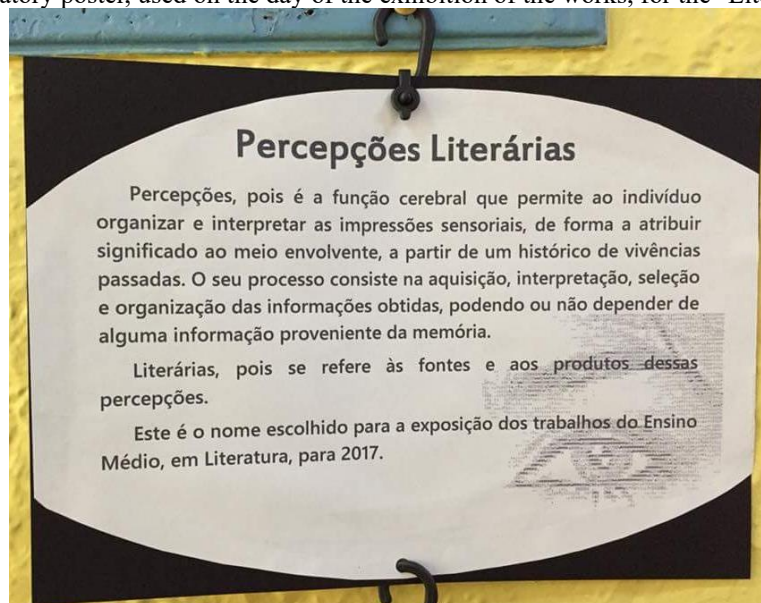 atory poster, used on the day of the exhibition of the works, for the "Lit
Percepções Literárias
Percepções, pois é a função cerebral que permite ao indivíduo
organizar e interpretar as impressões sensoriais, de forma a atribuir
significado ao meio envolvente, a partir de um histórico de vivências
passadas. O seu processo consiste na aquisição, interpretação, seleção
e organização das informações obtidas, podendo ou não depender de
alguma informação proveniente da memória.
Literárias, pois se refere às fontes e aos produtos dessas
percepções.
Este é o nome escolhido para a exposição dos trabalhos do Ensino
Médio, em Literatura, para 2017.